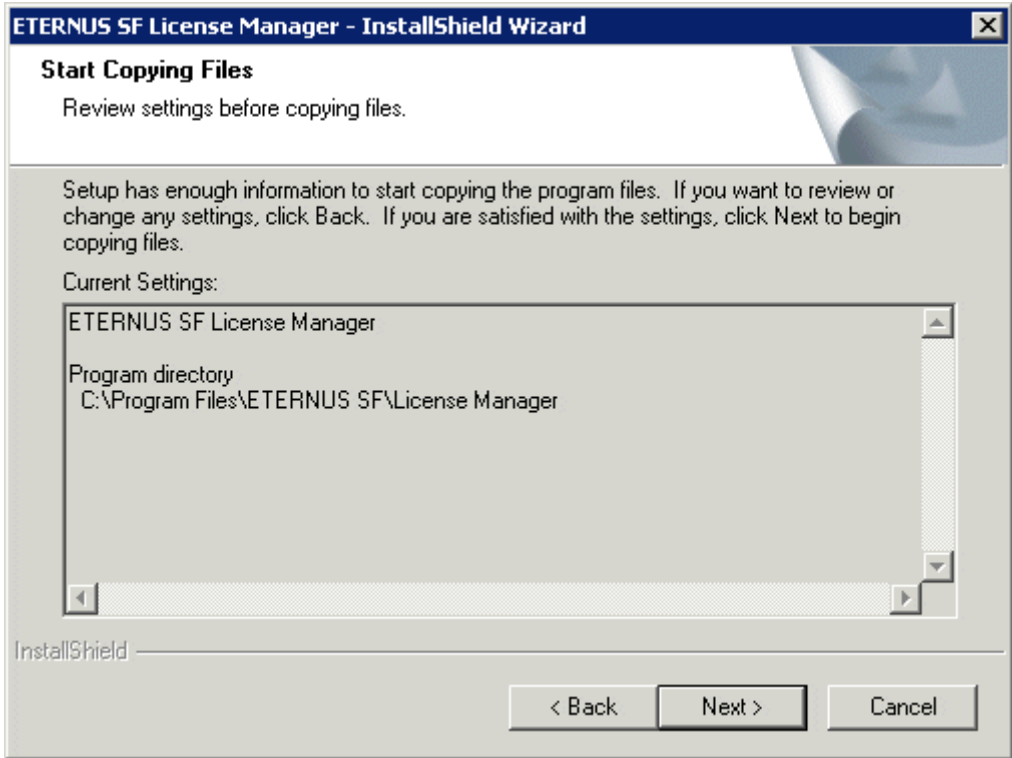 ETERNUS SF License Manager - InstallShield Wizard
Start Copying Files
Review settings before copying files.
Setup has enough information to start copying the program files.  If you want to review or
change any settings, click Back.  If you are satisfied with the settings, click Next to begin
copying files.
Current Settings:
ETERNUS SF License Manager
Program directory
C:\Program Files\ETERNUS SF\License Manager
InstallShield
< Back
Next >
Cancel